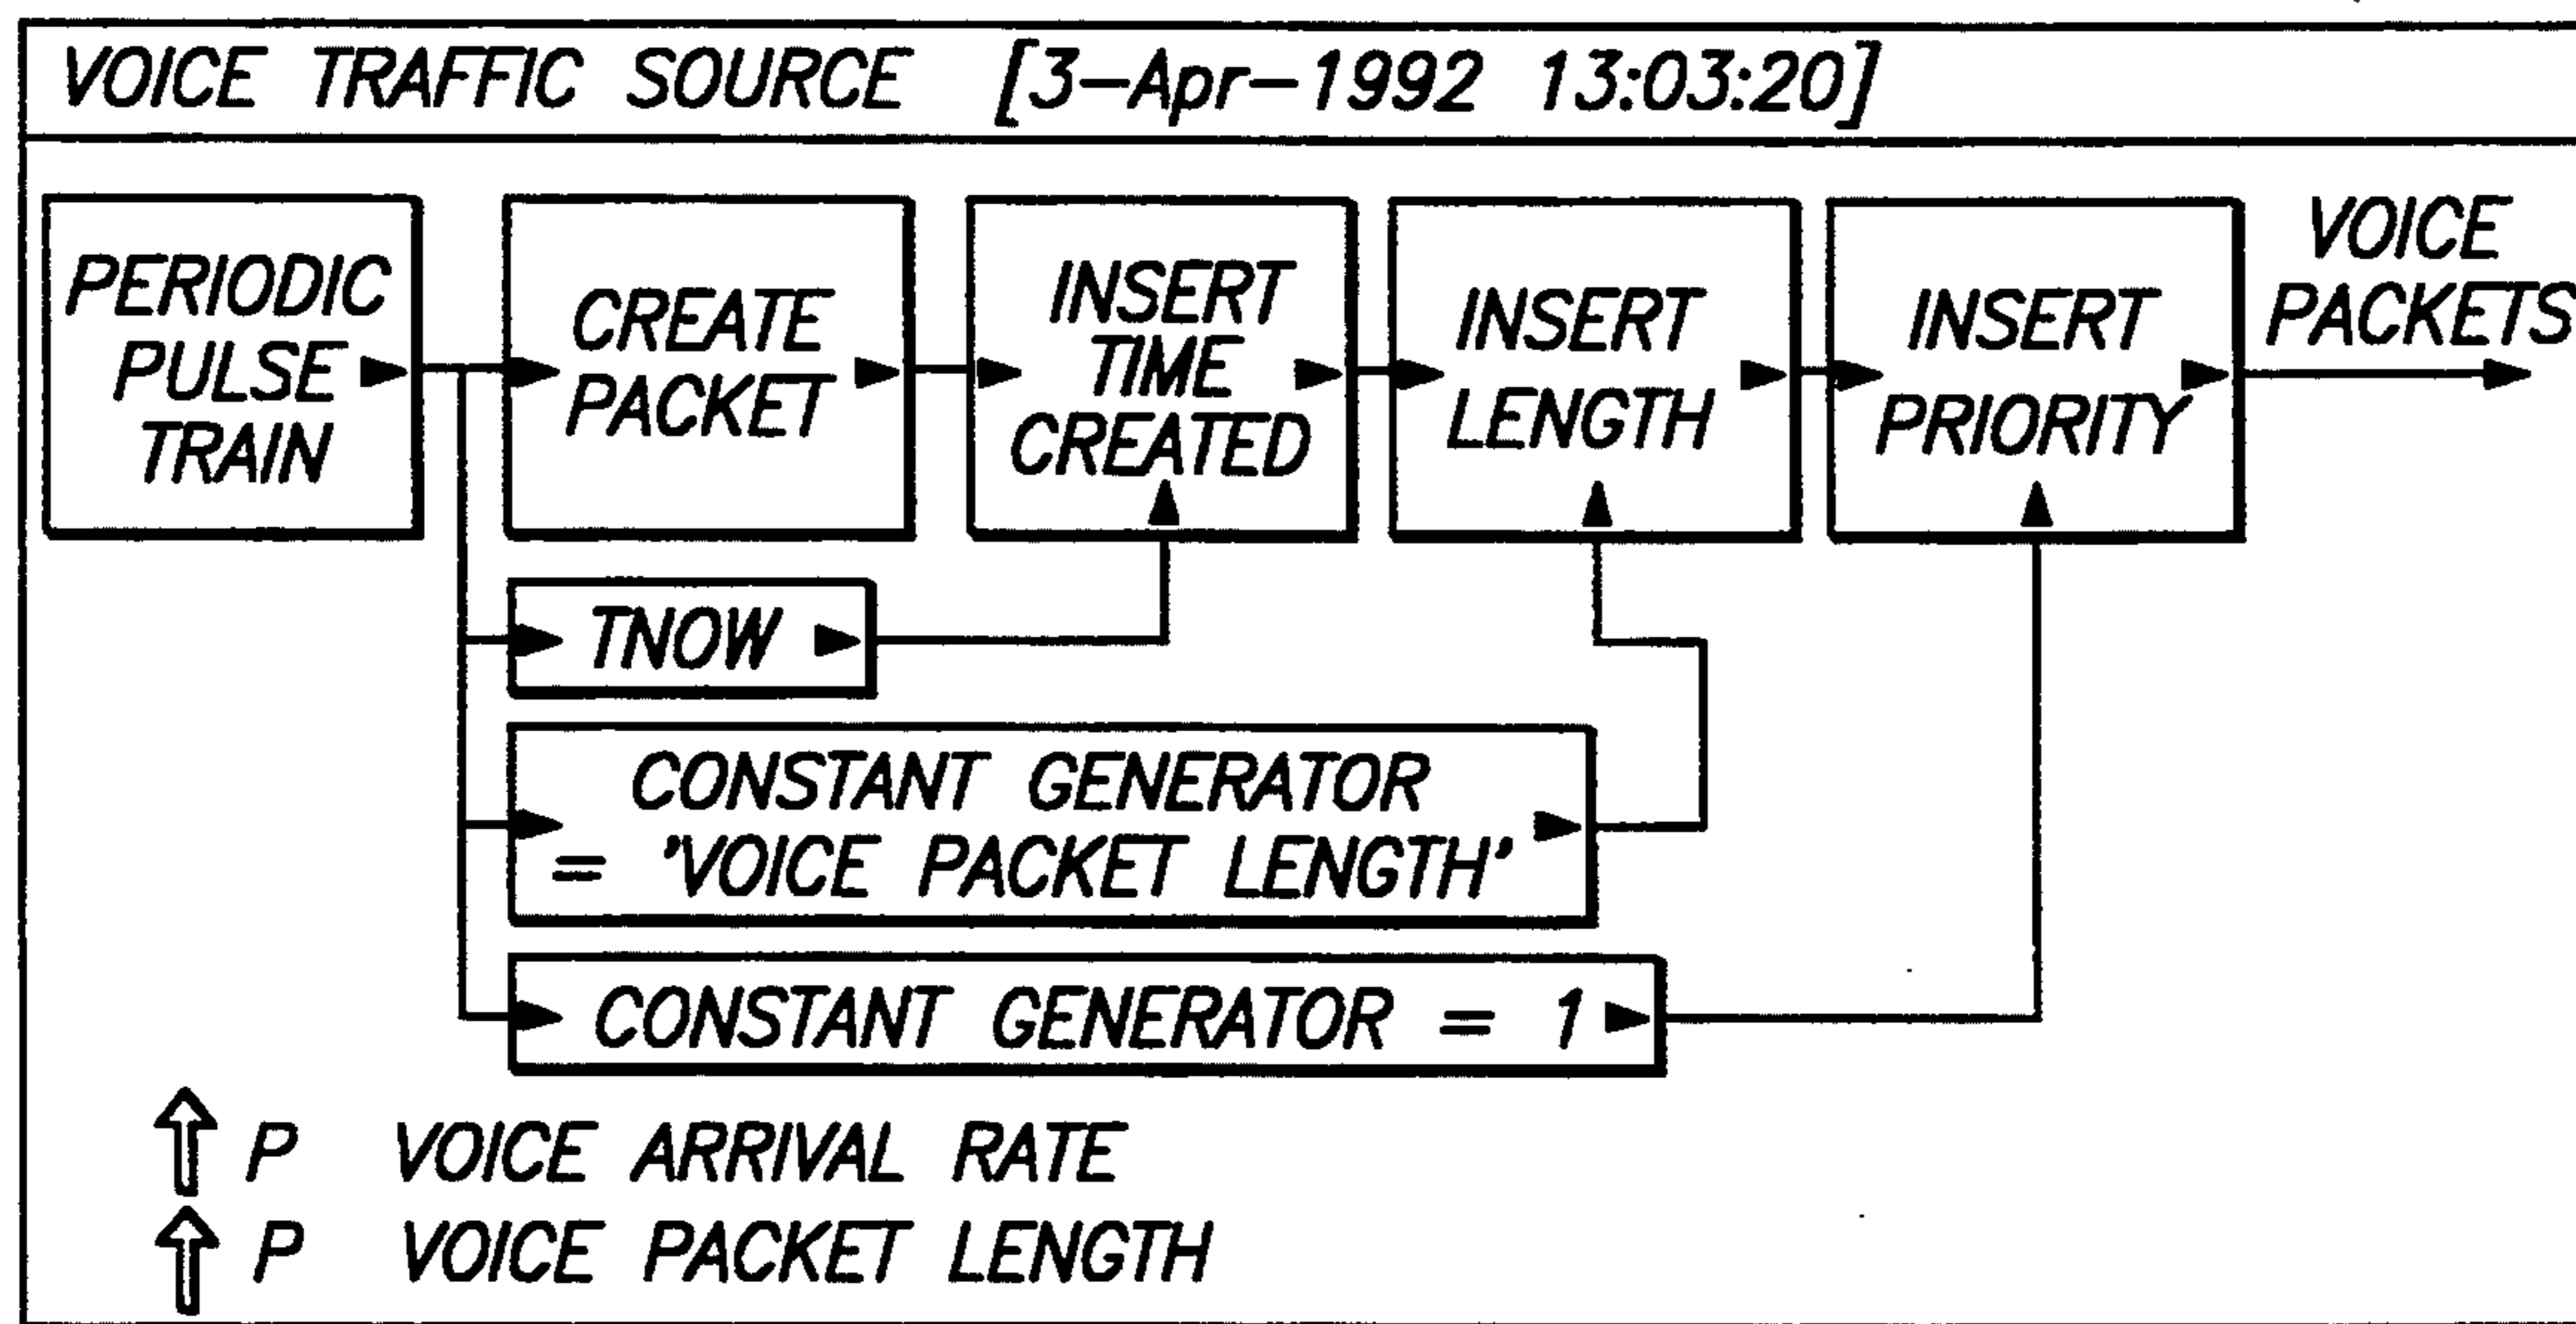 VOICE TRAFFIC SOURCE [3-Apr-1992 13:03:20]
PERIODIC
PULSE
TRAIN
CREATE
PACKET
INSERT
TIME
CREATED
INSERT
LENGTH
INSERT
PRIORITY
VOICE
PACKETS
TNOW
CONSTANT GENERATOR
= 'VOICE PACKET LENGTH'
CONSTANT GENERATOR = 1
P VOICE ARRIVAL RATE
P VOICE PACKET LENGTH